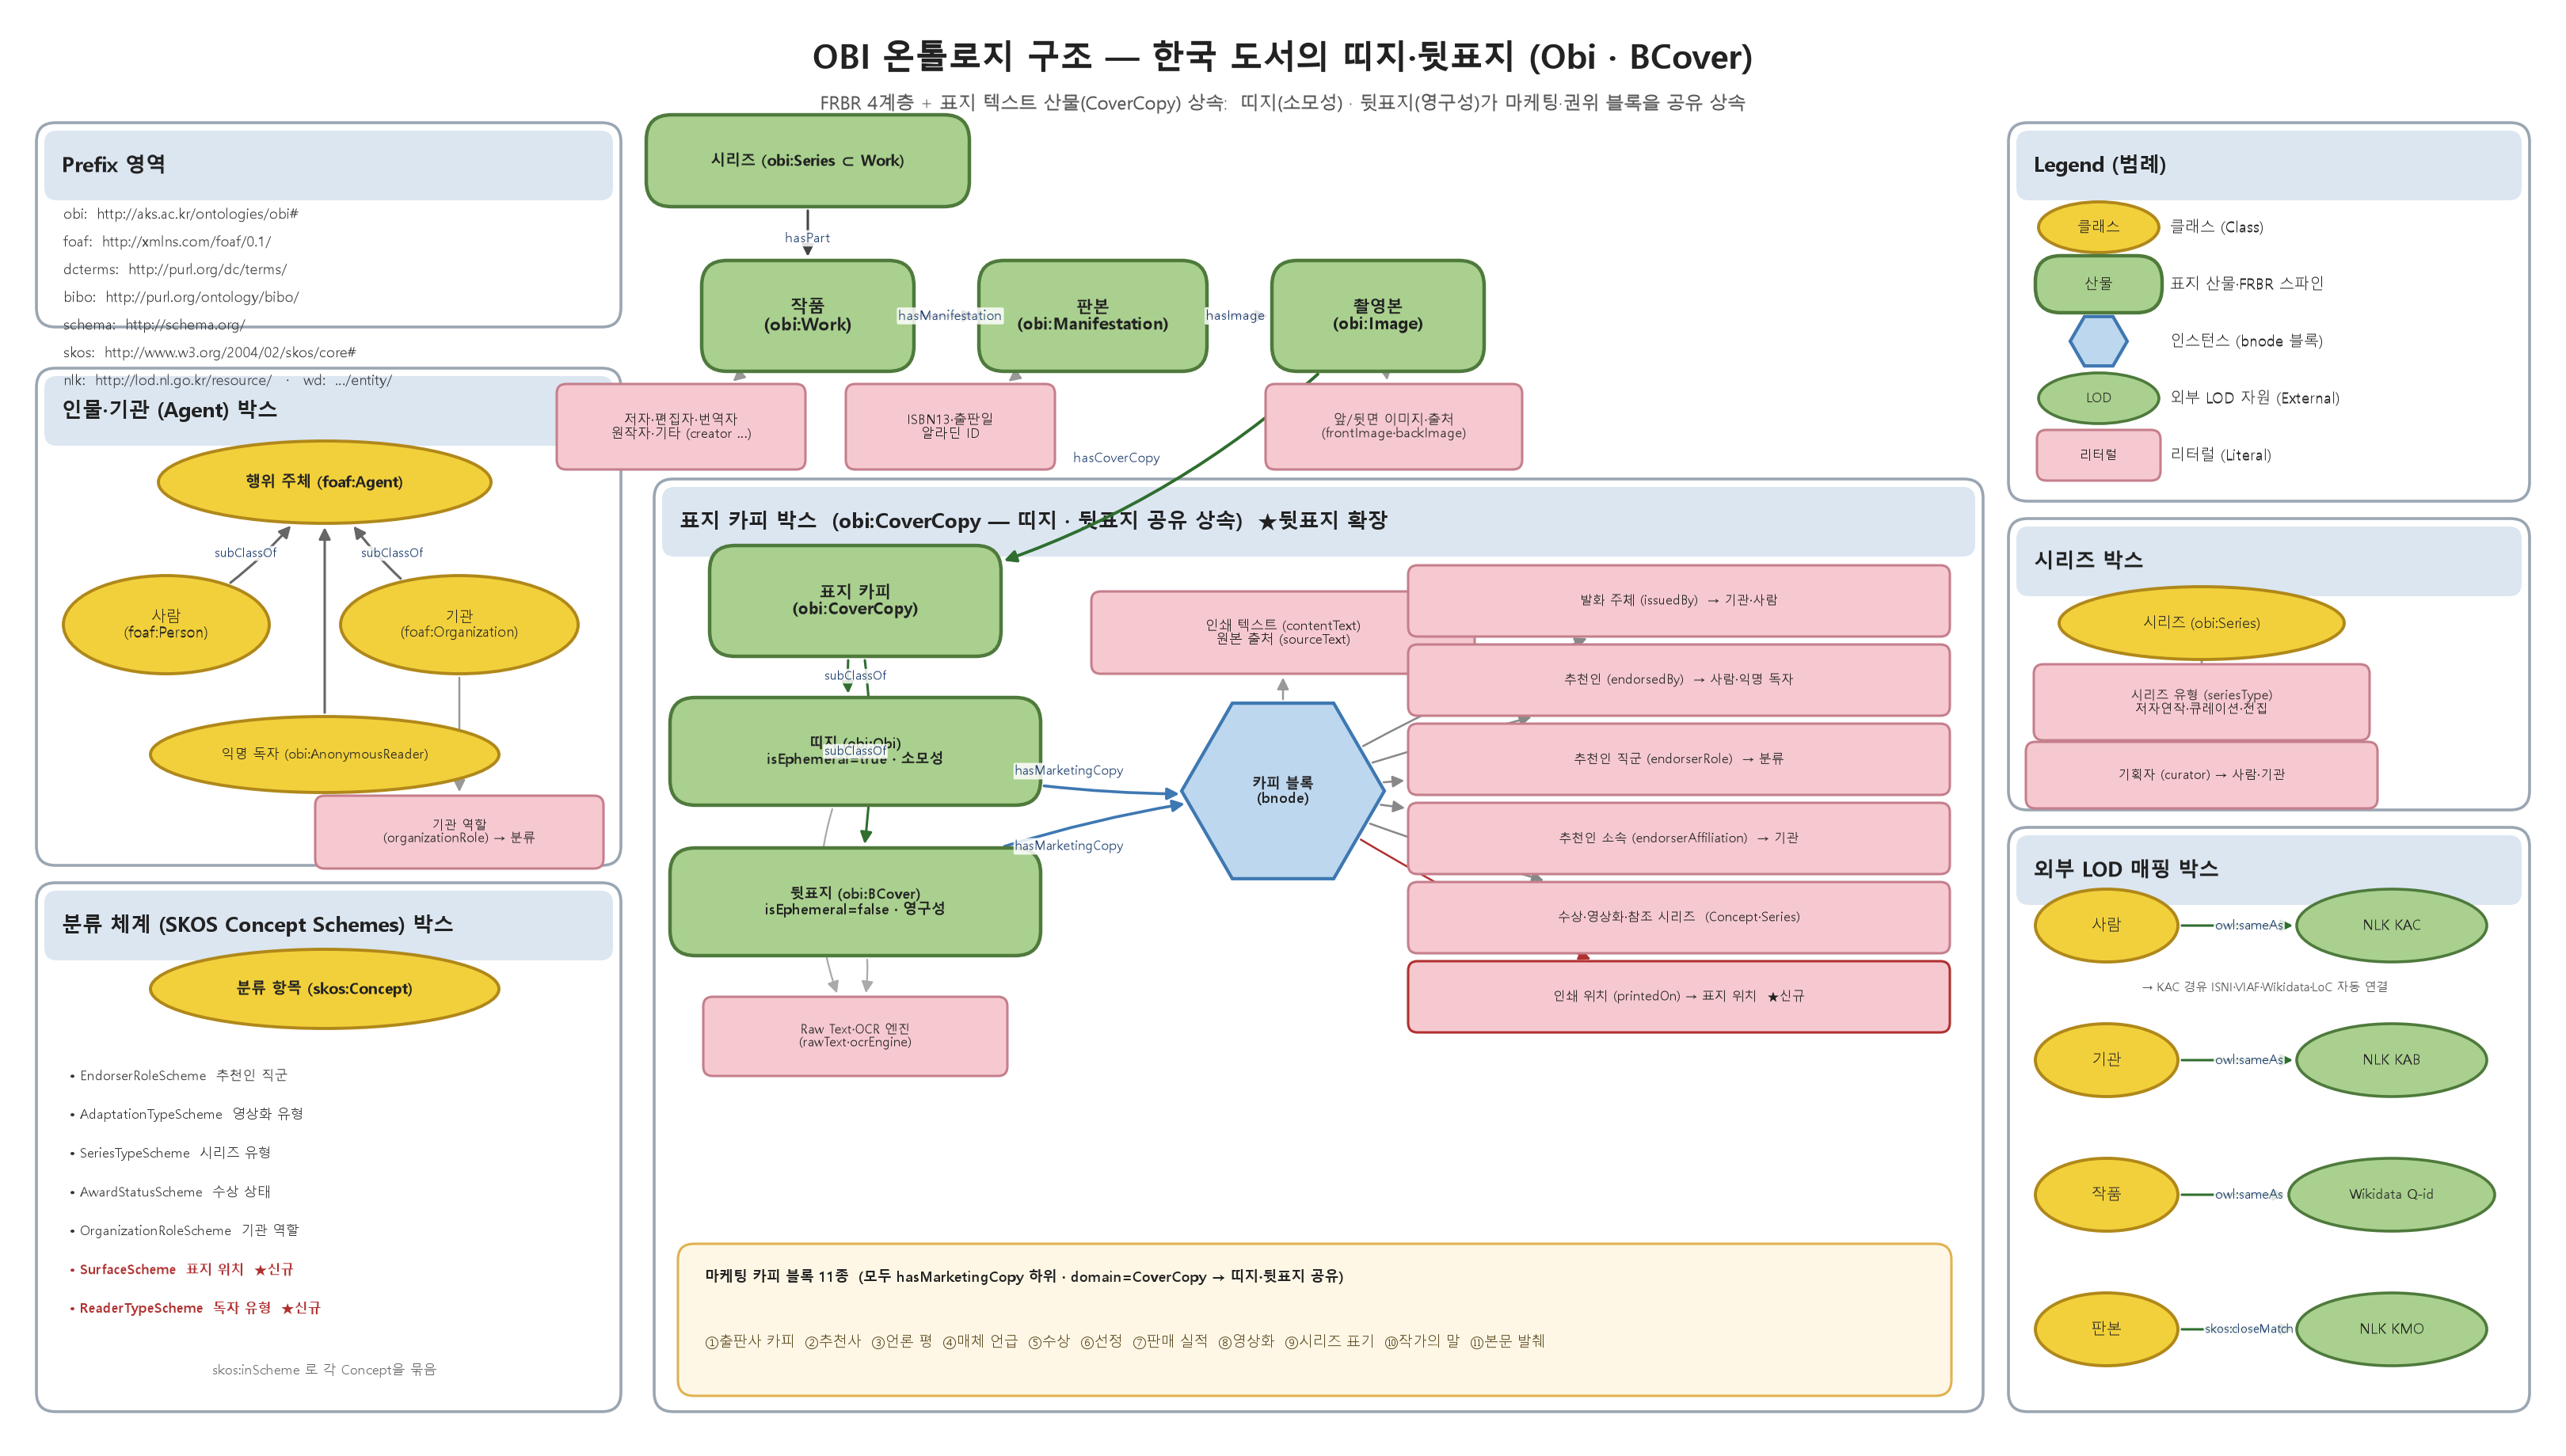 OBI 온톨로지 구조 — 한국 도서의 띠지·뒷표지 (Obi · BCover)
FRBR 4계층 + 표지 텍스트 산물(CoverCopy) 상속: 띠지(소모성) · 뒷표지(영구성)가 마케팅·권위 블록을 공유 상속
Prefix 영역
obi: http://aks.ac.kr/ontologies/obi#
foaf: http://xmlns.com/foaf/0.1/
dcterms: http://purl.org/dc/terms/
bibo: http://purl.org/ontology/bibo/
schema: http://schema.org/
skos: http://www.w3.org/2004/02/skos/core#
nlk: http://lod.nl.go.kr/resource/ · wd: .../entity/
인물·기관 (Agent) 박스
행위 주체 (foaf:Agent)
subClassOf
subClassOf
사람
(foaf:Person)
기관
(foaf:Organization)
익명 독자 (obi:AnonymousReader)
기관 역할
(organizationRole) → 분류
분류 체계 (SKOS Concept Schemes) 박스
분류 항목 (skos:Concept)
• EndorserRoleScheme 추천인 직군
• AdaptationTypeScheme 영상화 유형
• SeriesTypeScheme 시리즈 유형
• AwardStatusScheme 수상 상태
• OrganizationRoleScheme 기관 역할
• SurfaceScheme 표지 위치 ★신규
• ReaderTypeScheme 독자 유형 ★신규
skos:inScheme 로 각 Concept을 묶음
시리즈 (obi:Series ⊂ Work)
hasPart
작품
(obi:Work)
hasManifestation
판본
(obi:Manifestation)
hasImage
촬영본
(obi:Image)
저자·편집자·번역자
원작자·기타 (creator ...)
ISBN13·출판일
알라딘 ID
앞/뒷면 이미지·출처
(frontImage·backImage)
hasCoverCopy
표지 카피 박스 (obi:CoverCopy — 띠지 · 뒷표지 공유 상속) ★뒷표지 확장
표지 카피
(obi:CoverCopy)
subClassOf
띠지 (obi:Obi)
subClassOf
isEphemeral=true · 소모성
hasMarketingCopy
hasMarketingCopy
뒷표지 (obi:BCover)
isEphemeral=false · 영구성
Raw Text·OCR 엔진
(rawText·ocrEngine)
인쇄 텍스트 (contentText)
원본 출처 (sourceText)
카피 블록
(bnode)
발화 주체 (issuedBy) → 기관·사람
추천인 (endorsedBy) → 사람·익명 독자
추천인 직군 (endorserRole) → 분류
추천인 소속 (endorserAffiliation) → 기관
수상·영상화·참조 시리즈 (Concept·Series)
인쇄 위치 (printedOn) → 표지 위치 ★신규
마케팅 카피 블록 11종 (모두 hasMarketingCopy 하위 · domain=CoverCopy → 띠지·뒷표지 공유)
①출판사 카피 ②추천사 ③언론 평 ④매체 언급 ⑤수상 ⑥선정 ⑦판매 실적 ⑧영상화 ⑨시리즈 표기 ⑩작가의 말 ⑪본문 발췌
Legend (범례)
클래스 클래스 (Class)
산물 표지 산물·FRBR 스파인
인스턴스 (bnode 블록)
LOD 외부 LOD 자원 (External)
리터럴 리터럴 (Literal)
시리즈 박스
시리즈 (obi:Series)
시리즈 유형 (seriesType)
저자연작·큐레이션·전집
기획자 (curator) → 사람·기관
외부 LOD 매핑 박스
사람 owl:sameAs NLK KAC
→ KAC 경유 ISNI·VIAF·Wikidata·LoC 자동 연결
기관 owl:sameAs NLK KAB
작품 owl:sameAs Wikidata Q-id
판본 skos:closeMatch NLK KMO